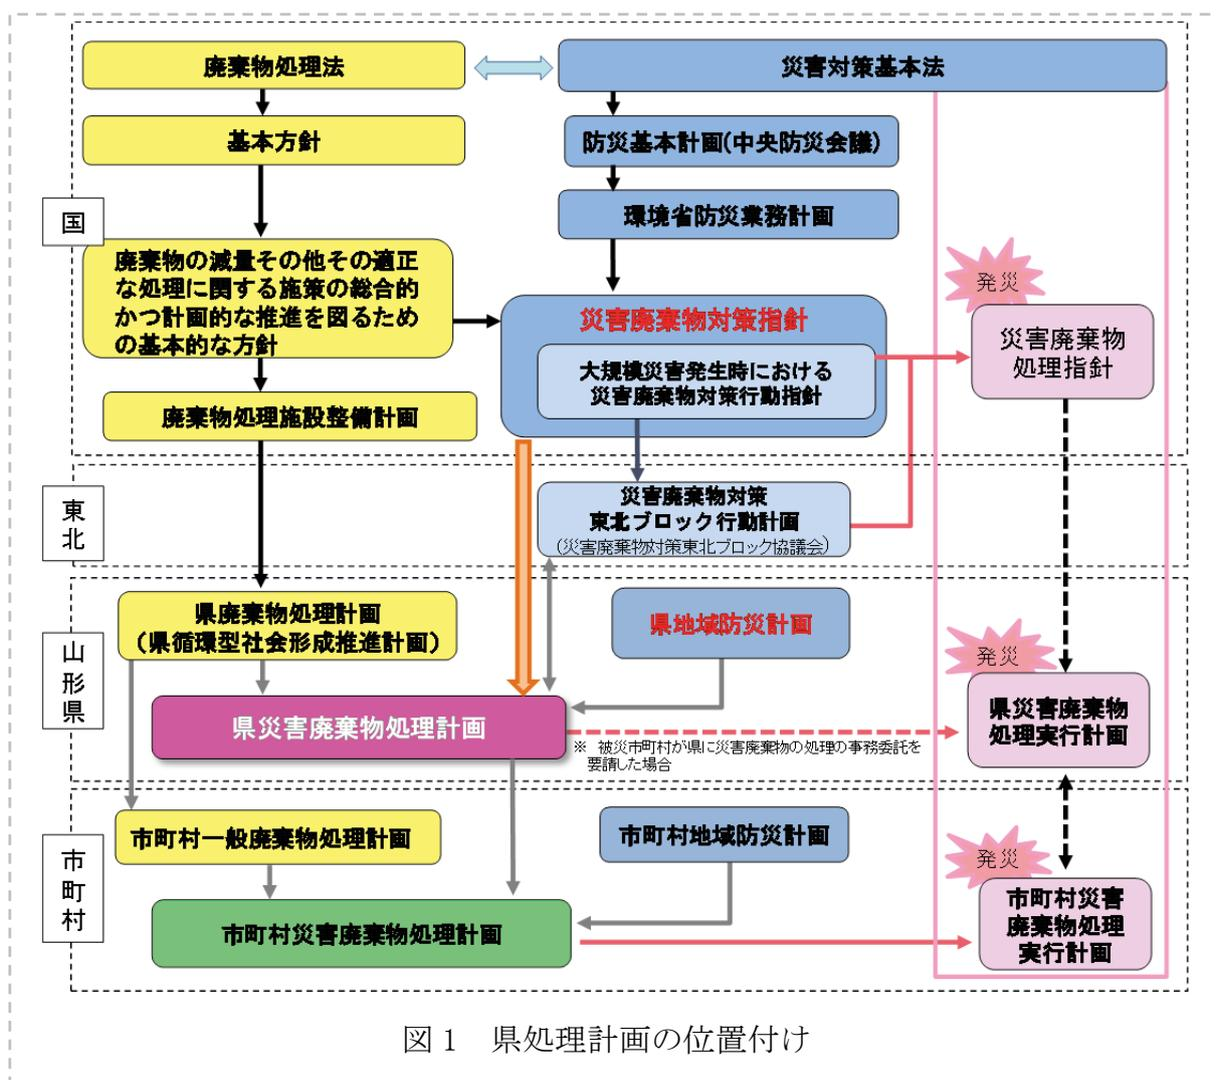 廃棄物処理法
災害対策基本法
基本方針
防災基本計画(中央防災会議)
環境省防災業務計画
国
廃棄物の減量その他その適正
な処理に関する施策の総合的
かつ計画的な推進を図るため
の基本的な方針
災害廃棄物対策指針
大規模災害発生時における
災害廃棄物対策行動指針
発災
災害廃棄物
処理指針
廃棄物処理施設整備計画
東
北
災害廃棄物対策
東北ブロック行動計画
(災害廃棄物対策東北ブロック協議会)
山
形
県
県廃棄物処理計画
(県循環型社会形成推進計画)
県地域防災計画
発災
県災害廃棄物処理計画
県災害廃棄物
処理実行計画
※ 被災市町村が県に災害廃棄物の処理の事務委託を
要請した場合
市
町
村
市町村一般廃棄物処理計画
市町村地域防災計画
発災
市町村災害廃棄物処理計画
市町村災害
廃棄物処理
実行計画
図1 県処理計画の位置付け